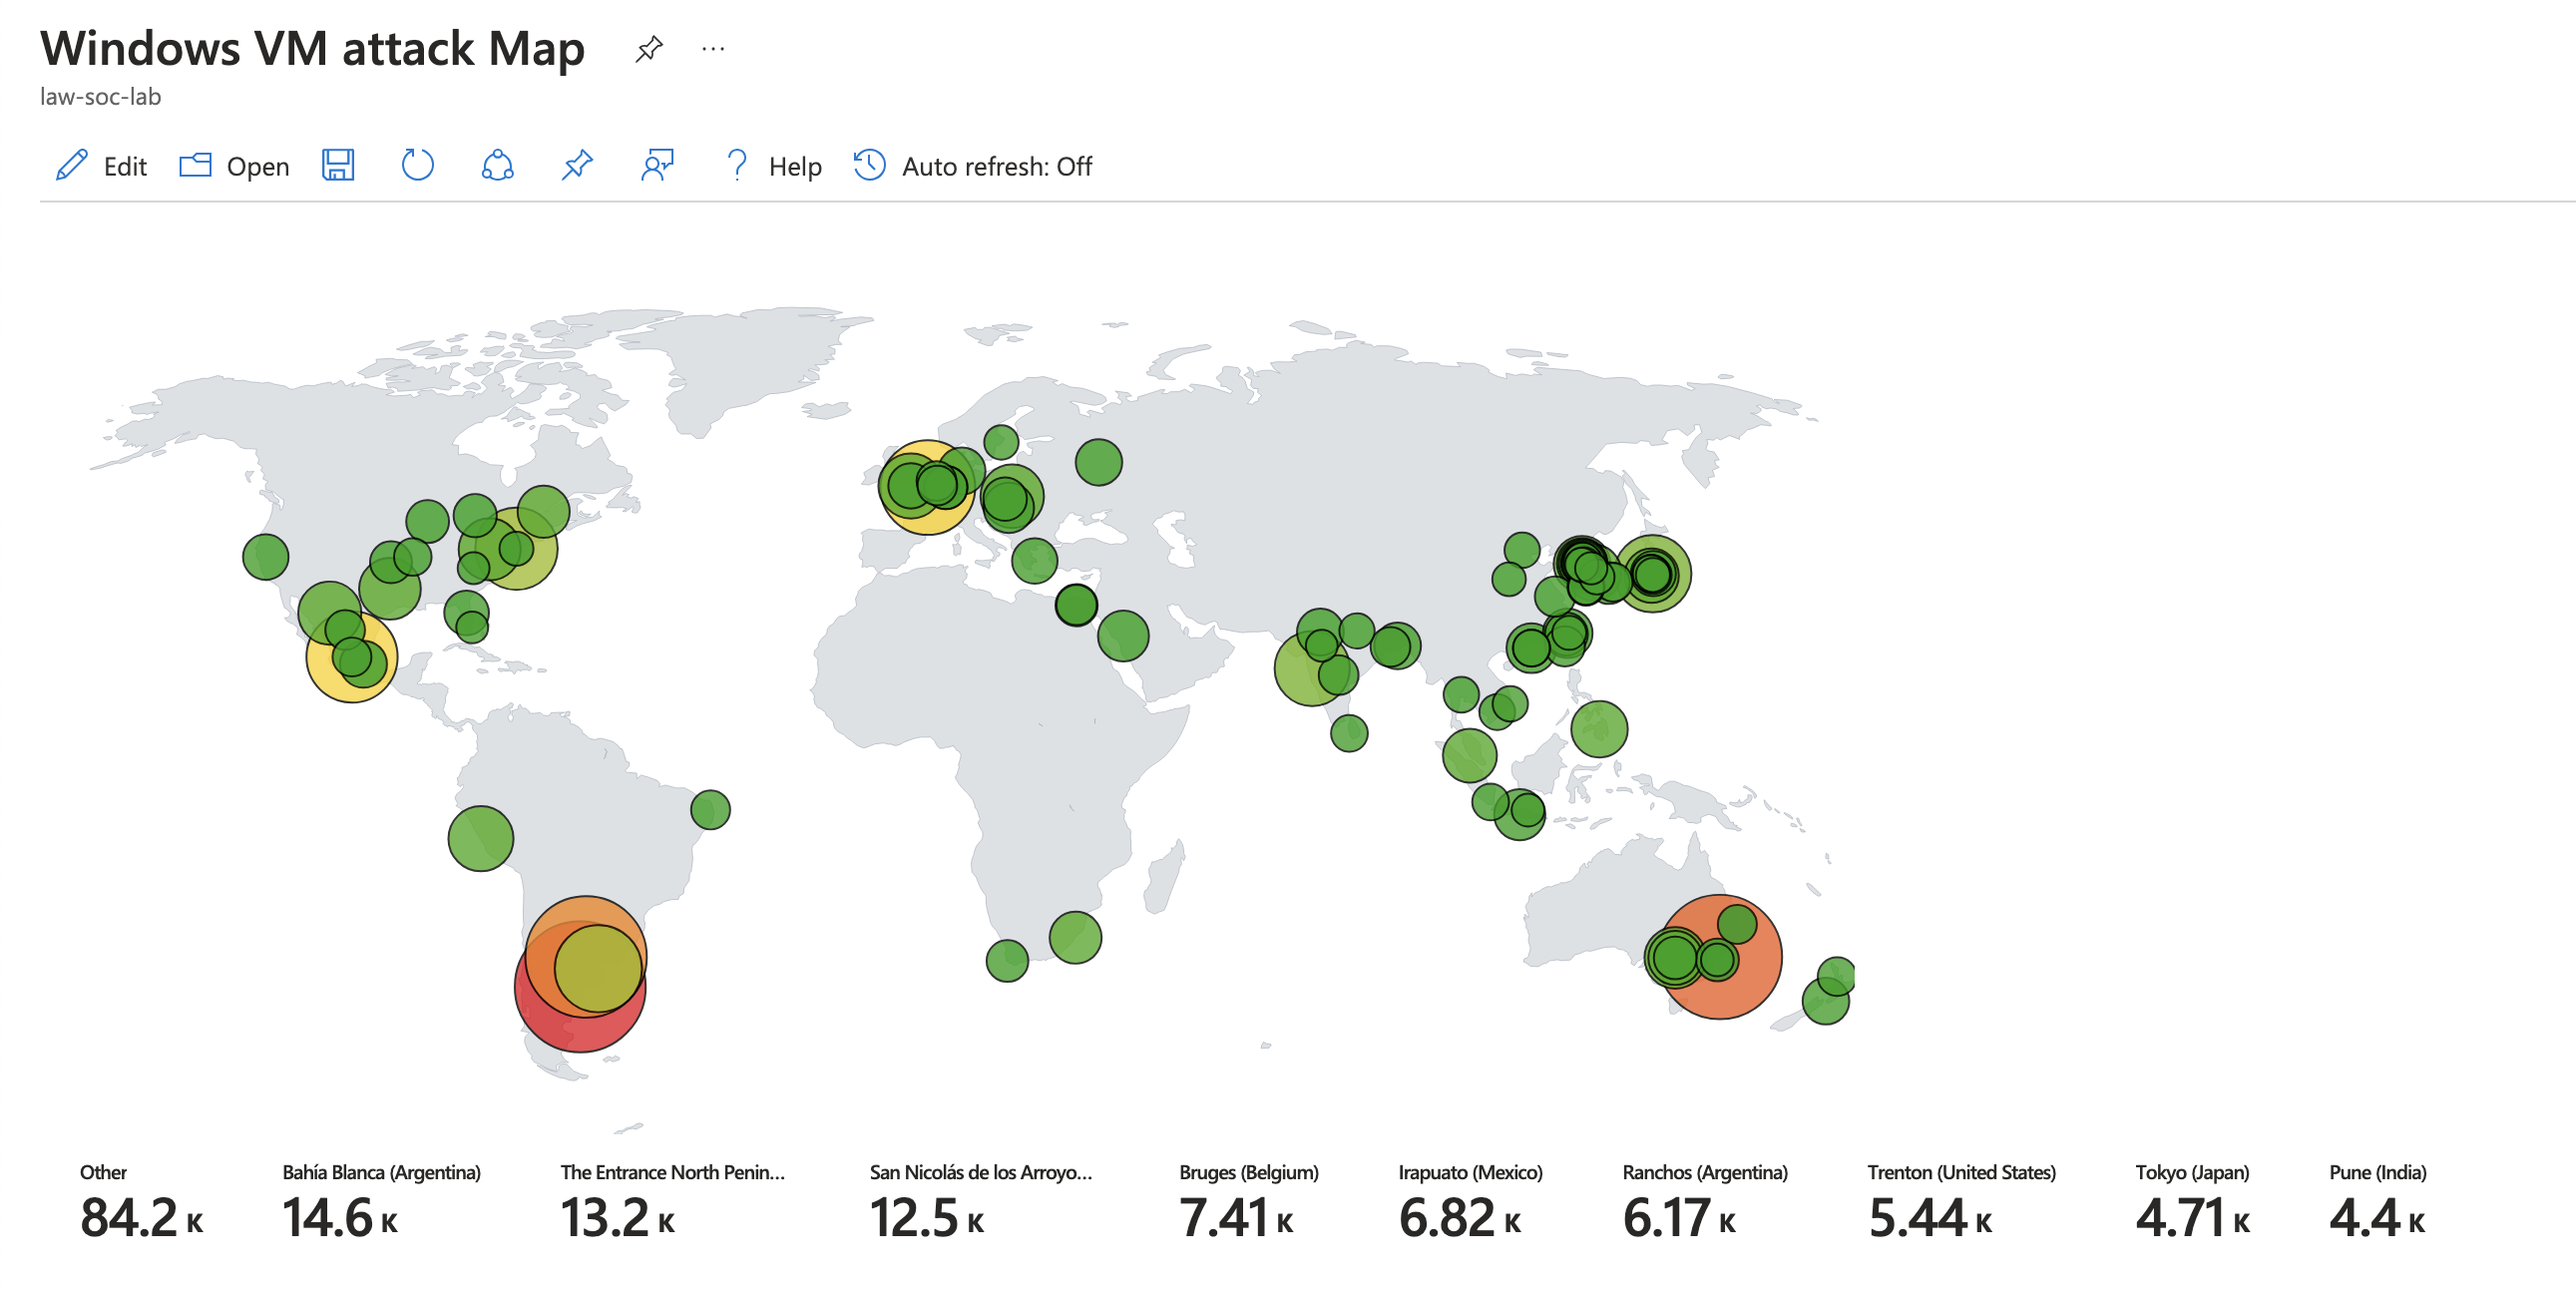 Windows VM attack Map
law-soc-lab
Edit Open Help Auto refresh: Off
Other Bahía Blanca (Argentina) The Entrance North Penin... San Nicolás de los Arroyo... Bruges (Belgium) Irapuato (Mexico) Ranchos (Argentina) Trenton (United States) Tokyo (Japan) Pune (India)
84.2 K 14.6 K 13.2 K 12.5 K 7.41 K 6.82 K 6.17 K 5.44 K 4.71 K 4.4 K